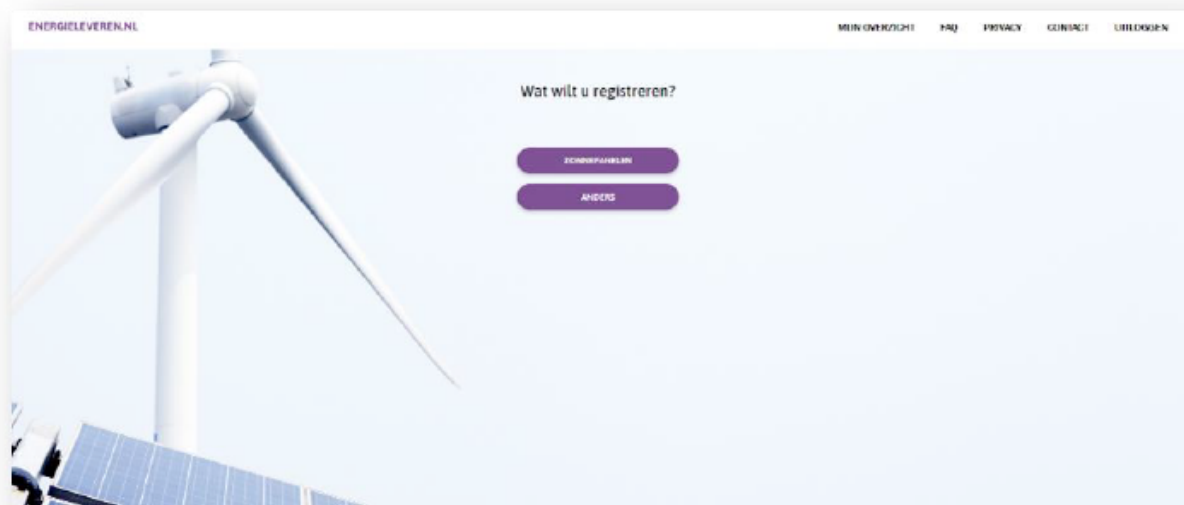 ENERGIELEVEREN.NL
MIJN OVERZICHT FAQ PRIVACY CONTACT UITLOGGEN
Wat wilt u registreren?
ZONNEPANELEN
ANDERS